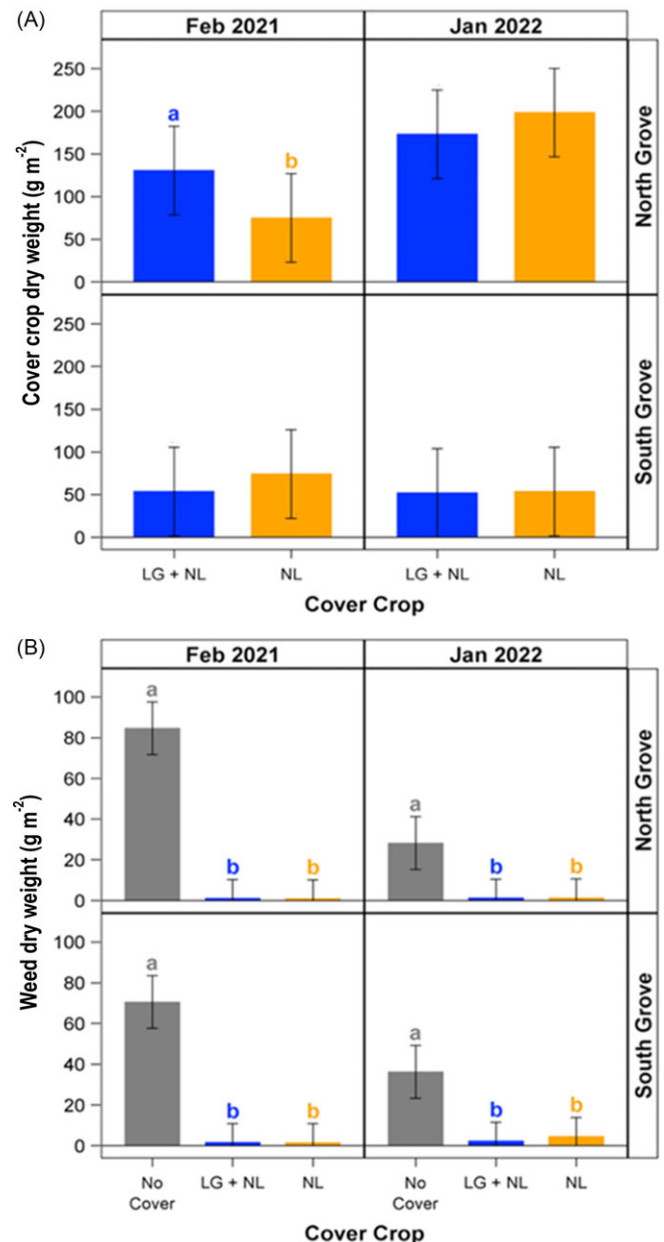 (A)
Feb 2021 Jan 2022
Cover crop dry weight (g m-2)
250
200
150
100
50
0
a
b
North Grove
250
200
150
100
50
0
South Grove
LG + NL NL LG + NL NL
Cover Crop
(B)
Feb 2021 Jan 2022
Weed dry weight (g m-2)
100
80
60
40
20
0
a
b b
a
b b
North Grove
100
80
60
40
20
0
a
b b
a
b b
South Grove
No LG + NL NL No LG + NL NL
Cover Cover
Cover Crop